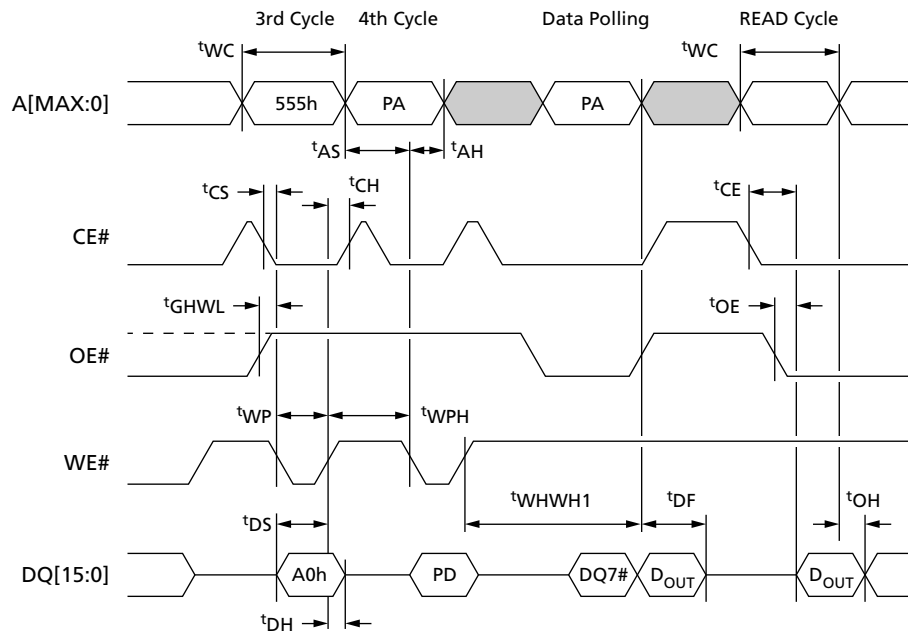 3rd Cycle 4th Cycle Data Polling READ Cycle
tWC tWC
A[MAX:0] 555h PA PA
tAS tAH
tCS tCH tCE
CE#
tGHWL tOE
OE#
tWP tWPH
WE#
tWHWH1 tDF tOH
tDS
DQ[15:0] A0h PD DQ7# DOUT DOUT
tDH